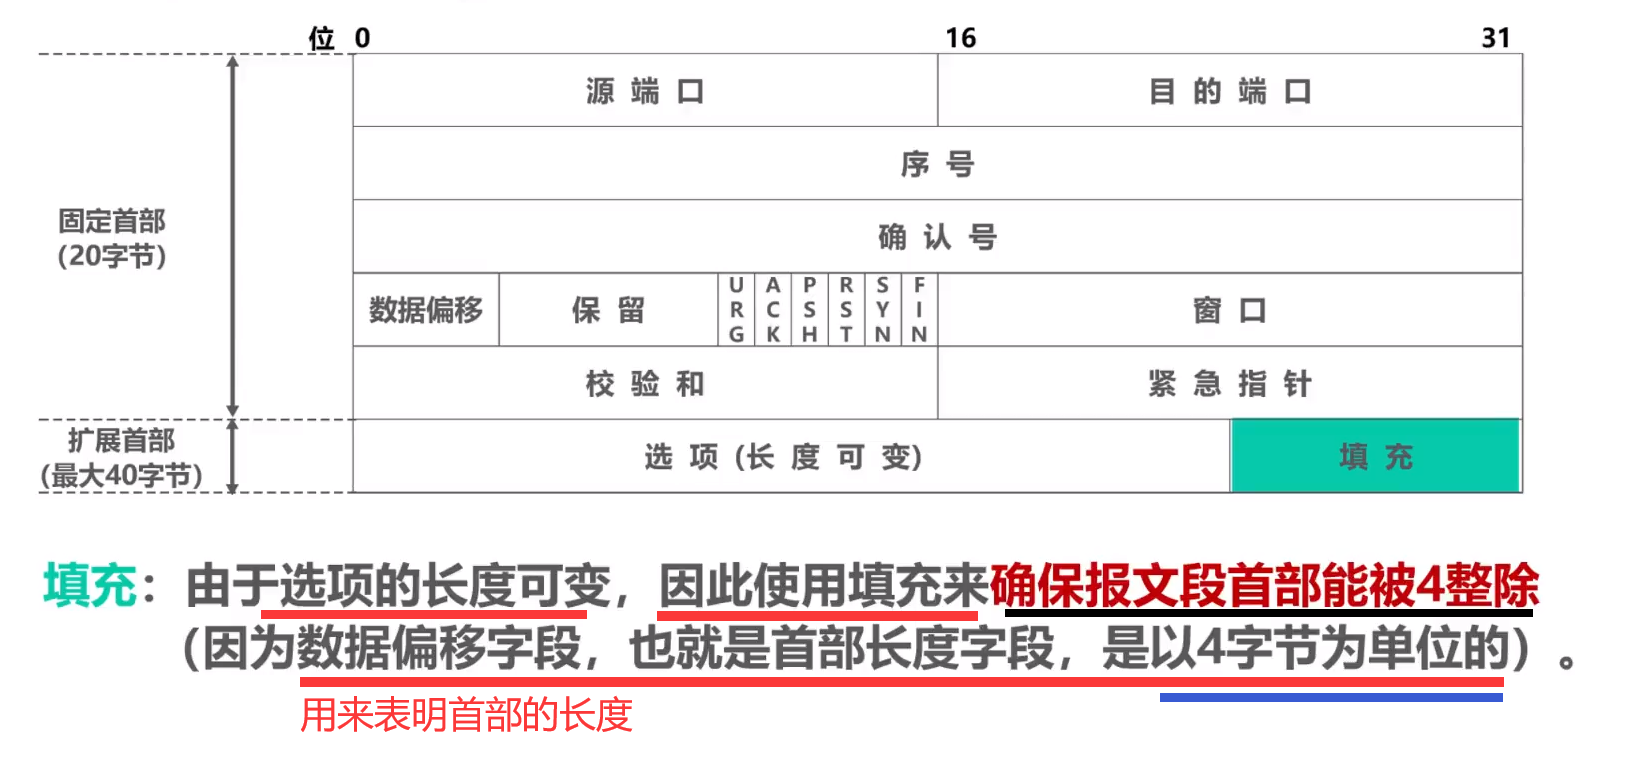 位 0 16 31
源 端 口 目 的 端 口
序 号
固定首部
(20字节)
确 认 号
数据偏移 保 留 URG ACK PSH RST SYN FIN 窗 口
校 验 和 紧 急 指 针
扩展首部
(最大40字节)
选 项 (长 度 可 变) 填 充
填充：由于选项的长度可变，因此使用填充来确保报文段首部能被4整除
（因为数据偏移字段，也就是首部长度字段，是以4字节为单位的）。
用来表明首部的长度